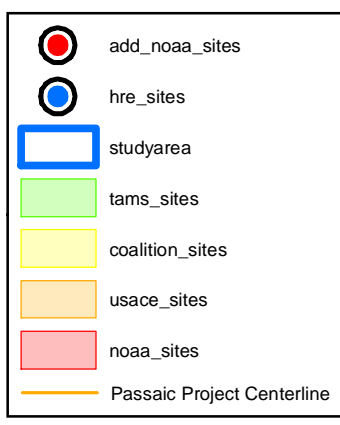 add_noaa_sites
hre_sites
studyarea
tams_sites
coalition_sites
usace_sites
noaa_sites
Passaic Project Centerline